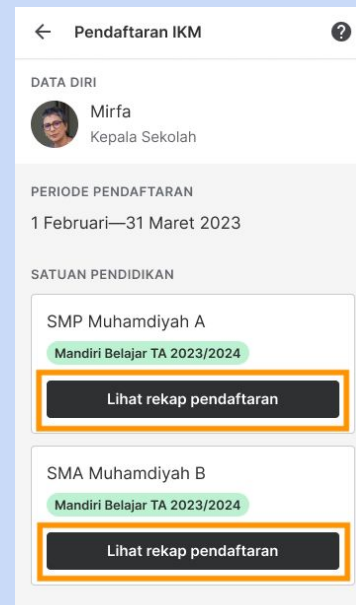 Pendaftaran IKM
DATA DIRI
Mirfa
Kepala Sekolah
PERIODE PENDAFTARAN
1 Februari—31 Maret 2023
SATUAN PENDIDIKAN
SMP Muhamdiyah A
Mandiri Belajar TA 2023/2024
Lihat rekap pendaftaran
SMA Muhamdiyah B
Mandiri Belajar TA 2023/2024
Lihat rekap pendaftaran